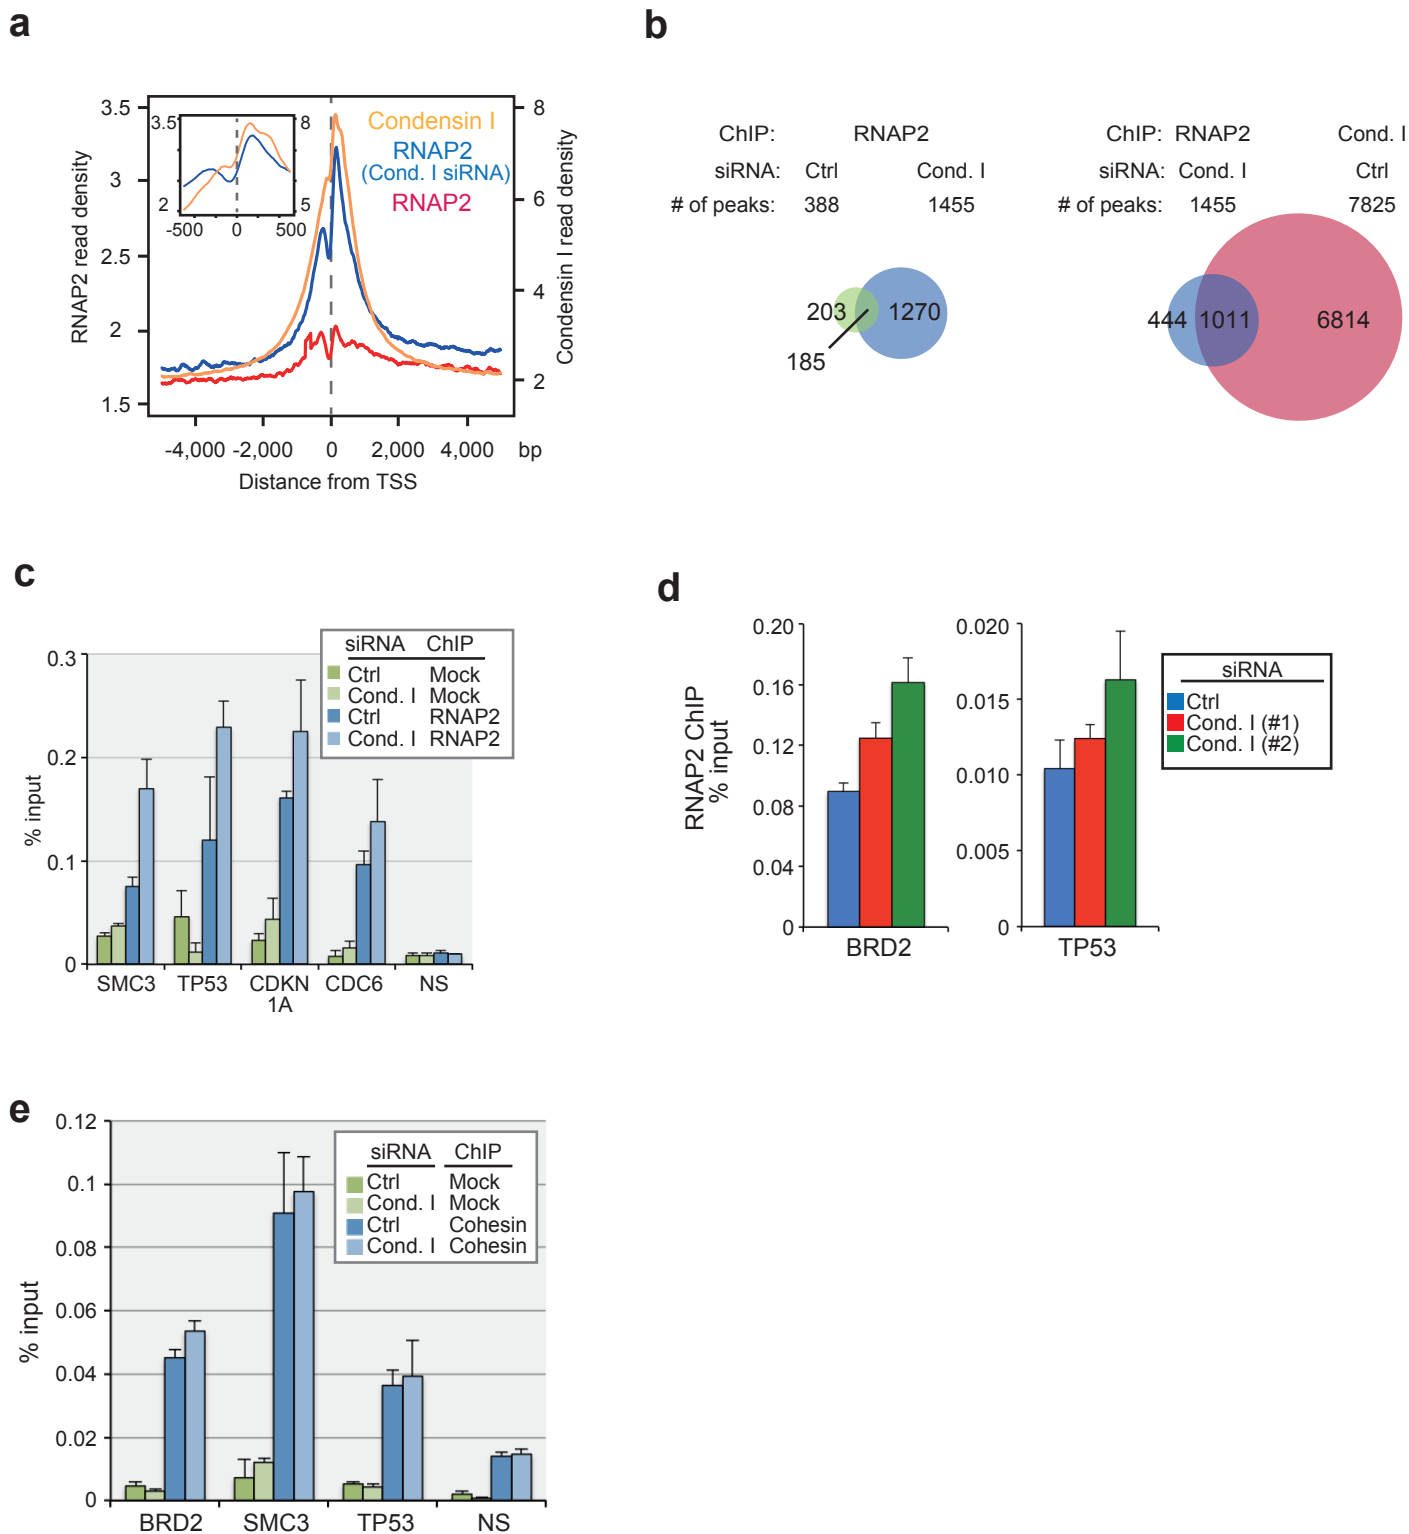 a
3.5
3
2.5
2
1.5
RNAP2 read density
3.5
2
8
5
-500
0
500
Condensin I
RNAP2
(Cond. I siRNA)
RNAP2
8
6
4
2
Condensin I read density
-4,000 -2,000 0 2,000 4,000 bp
Distance from TSS
b
ChIP: RNAP2
siRNA: Ctrl Cond. I
# of peaks: 388 1455
203 1270
185
ChIP: RNAP2 Cond. I
siRNA: Cond. I Ctrl
# of peaks: 1455 7825
444 1011 6814
c
siRNA ChIP
Ctrl Mock
Cond. I Mock
Ctrl RNAP2
Cond. I RNAP2
0.3
0.2
0.1
0
% input
SMC3 TP53 CDKN CDC6 NS
1A
d
RNAP2 ChIP
% input
0.20
0.16
0.12
0.08
0.04
0
BRD2
0.020
0.015
0.010
0.005
0
TP53
siRNA
Ctrl
Cond. I (#1)
Cond. I (#2)
e
0.12
0.1
0.08
0.06
0.04
0.02
0
% input
siRNA ChIP
Ctrl Mock
Cond. I Mock
Ctrl Cohesin
Cond. I Cohesin
BRD2 SMC3 TP53 NS